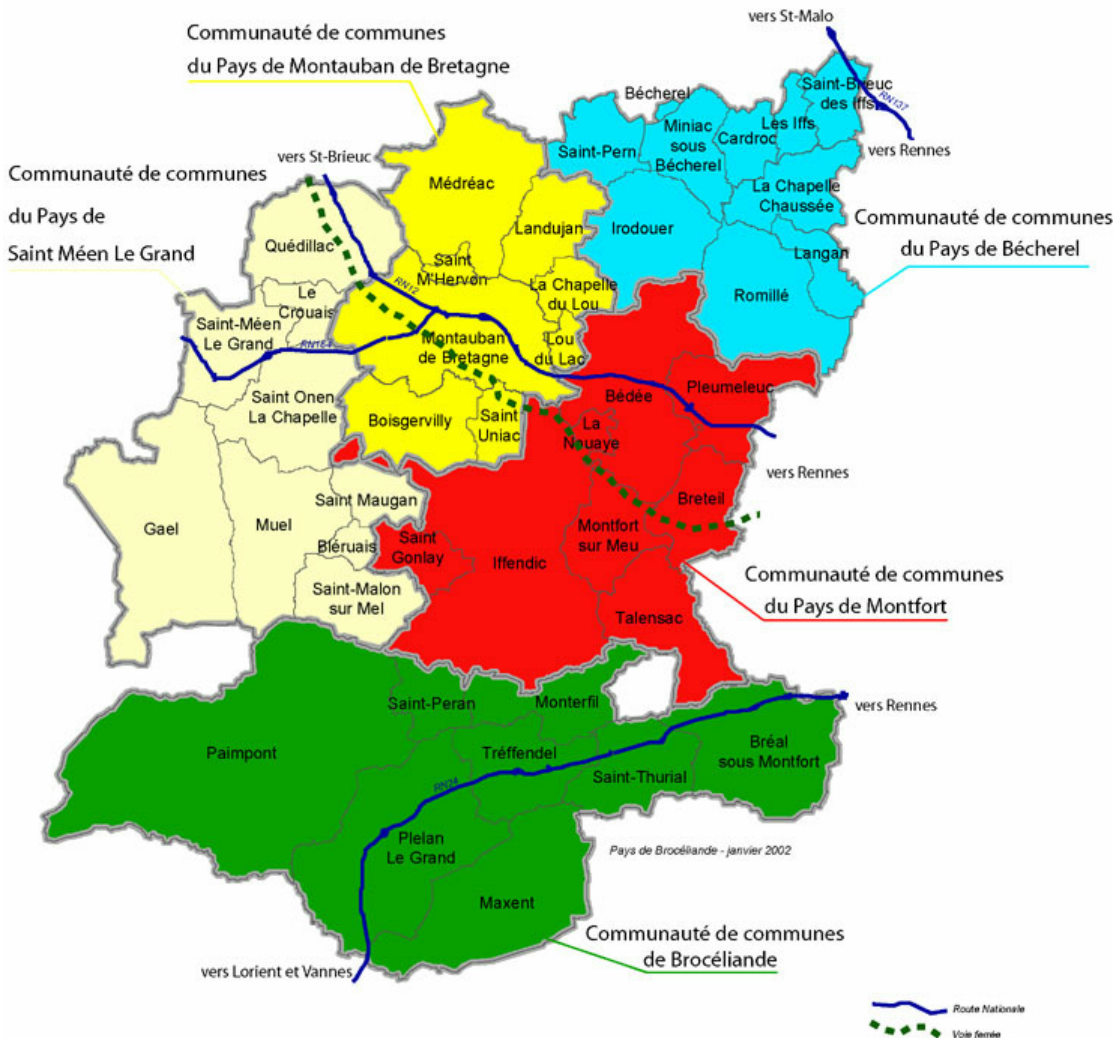 vers St-Malo
Communauté de communes
du Pays de Montauban de Bretagne
Saint-Brieuc
des Iffs
RN137
Bécherel
Les Iffs
Miniac
sous
Bécherel
Cardroc
vers Rennes
Saint-Pern
vers St-Brieuc
Communauté de communes
du Pays de
Saint Méen Le Grand
Médréac
La Chapelle
Chaussée
Communauté de communes
du Pays de Bécherel
Landujan
Irodouer
Quédillac
Langan
Saint
M'Hervon
RN12
La Chapelle
du Lou
Romillé
Le
Crouais
Saint-Méen
Le Grand
RN164
Montauban
de Bretagne
Lou
du Lac
Pleumeleuc
Bédée
Saint Onen
La Chapelle
Boisgervilly
Saint
Uniac
La
Nouaye
vers Rennes
Saint Maugan
Breteil
Gael
Muel
Montfort
sur Meu
Bléruais
Saint
Gonlay
Iffendic
Communauté de communes
du Pays de Montfort
Saint-Malon
sur Mel
Talensac
Saint-Peran
Monterfil
vers Rennes
Paimpont
Tréffendel
Bréal
sous Montfort
Saint-Thurial
RN24
Plelan
Le Grand
Pays de Brocéliande - janvier 2002
Maxent
Communauté de communes
de Brocéliande
vers Lorient et Vannes
Route Nationale
Voie ferrée